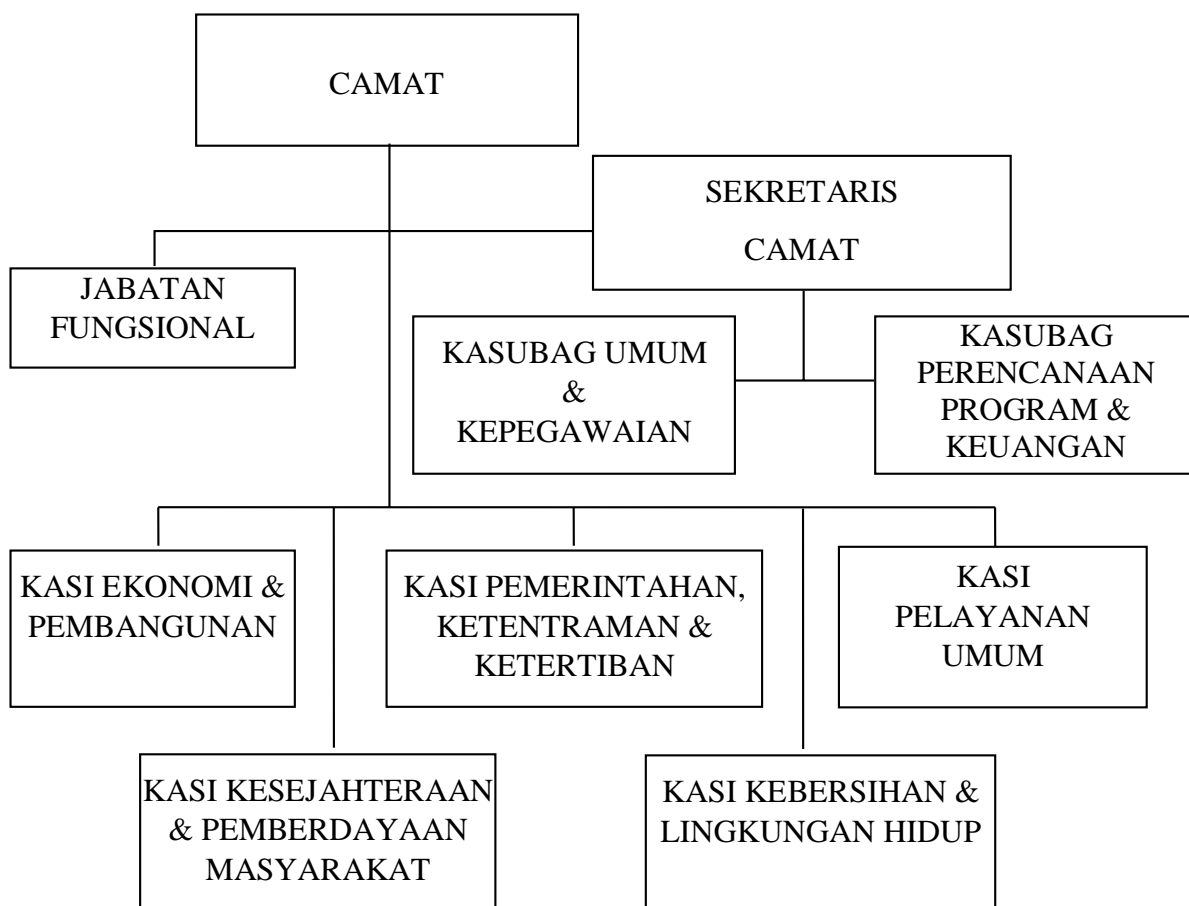 CAMAT
SEKRETARIS
CAMAT
JABATAN
FUNGSIONAL
KASUBAG UMUM
&
KEPEGAWAIAN
KASUBAG
PERENCANAAN
PROGRAM &
KEUANGAN
KASI EKONOMI &
PEMBANGUNAN
KASI PEMERINTAHAN,
KETENTRAMAN &
KETERTIBAN
KASI
PELAYANAN
UMUM
KASI KESEJAHTERAAN
& PEMBERDAYAAN
MASYARAKAT
KASI KEBERSIHAN &
LINGKUNGAN HIDUP